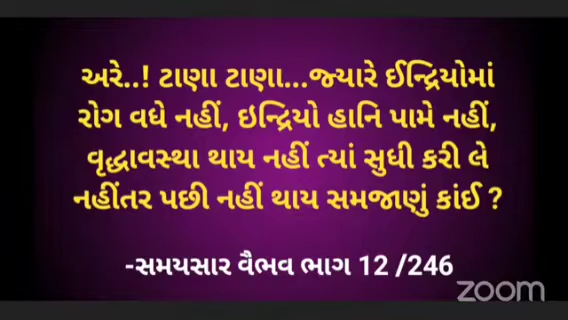 અરે..! ટાણા ટાણા...જ્યારે ઈન્દ્રિયોમાં
રોગ વધે નહીં, ઇન્દ્રિયો હાનિ પામે નહીં,
વૃદ્ધાવસ્થા થાય નહીં ત્યાં સુધી કરી લે
નહીંતર પછી નહીં થાય સમજાણું કાંઈ ?
-સમયસાર વૈભવ ભાગ 12 /246
zoom